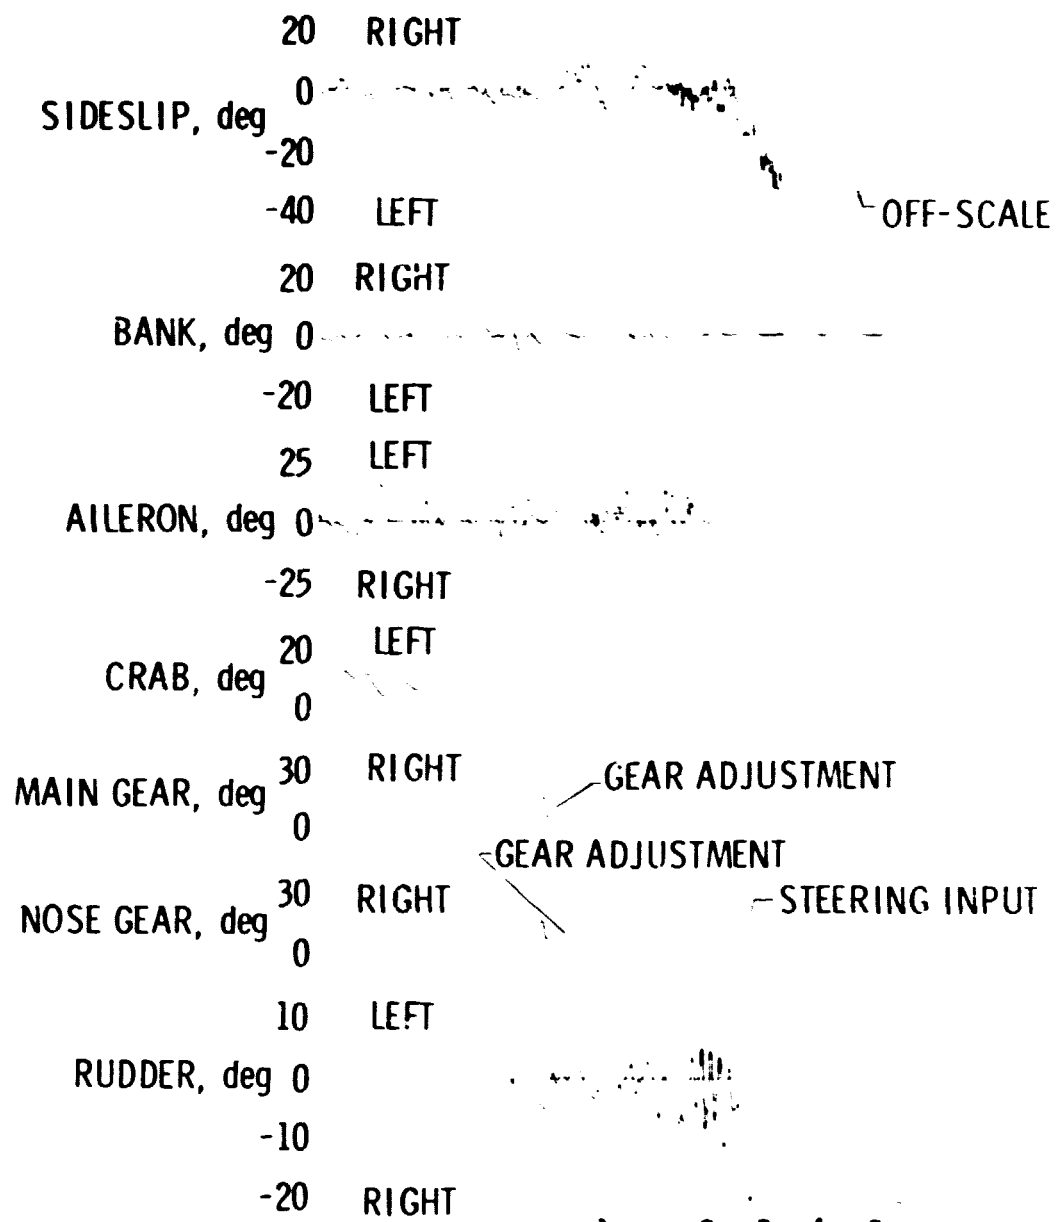 20 RIGHT
SIDESLIP, deg
0
-20
-40 LEFT
OFF-SCALE
20 RIGHT
BANK, deg 0
-20 LEFT
25 LEFT
AILERON, deg 0
-25 RIGHT
20 LEFT
CRAB, deg
0
30 RIGHT
MAIN GEAR, deg
0
GEAR ADJUSTMENT
GEAR ADJUSTMENT
30 RIGHT
NOSE GEAR, deg
0
STEERING INPUT
10 LEFT
RUDDER, deg 0
-10
-20 RIGHT